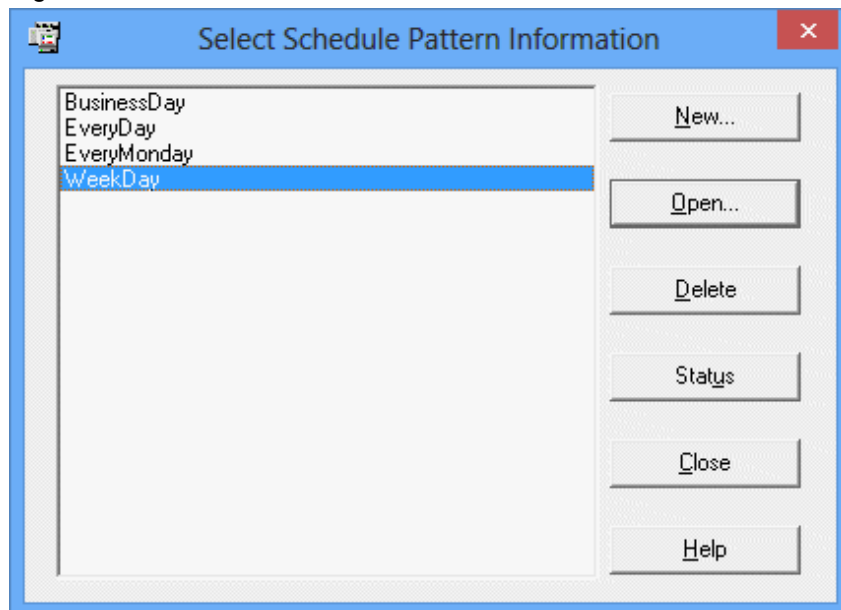 Select Schedule Pattern Information
BusinessDay
EveryDay
EveryMonday
WeekDay
New...
Open...
Delete
Status
Close
Help